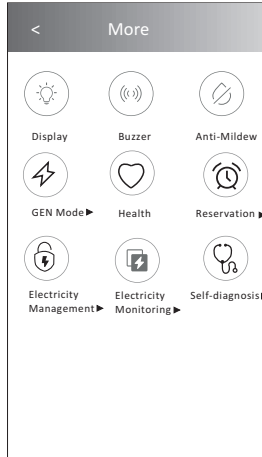 < More
Display Buzzer Anti-Mildew
GEN Mode▶ Health Reservation▶
Electricity Electricity Self-diagnosis
Management▶ Monitoring▶